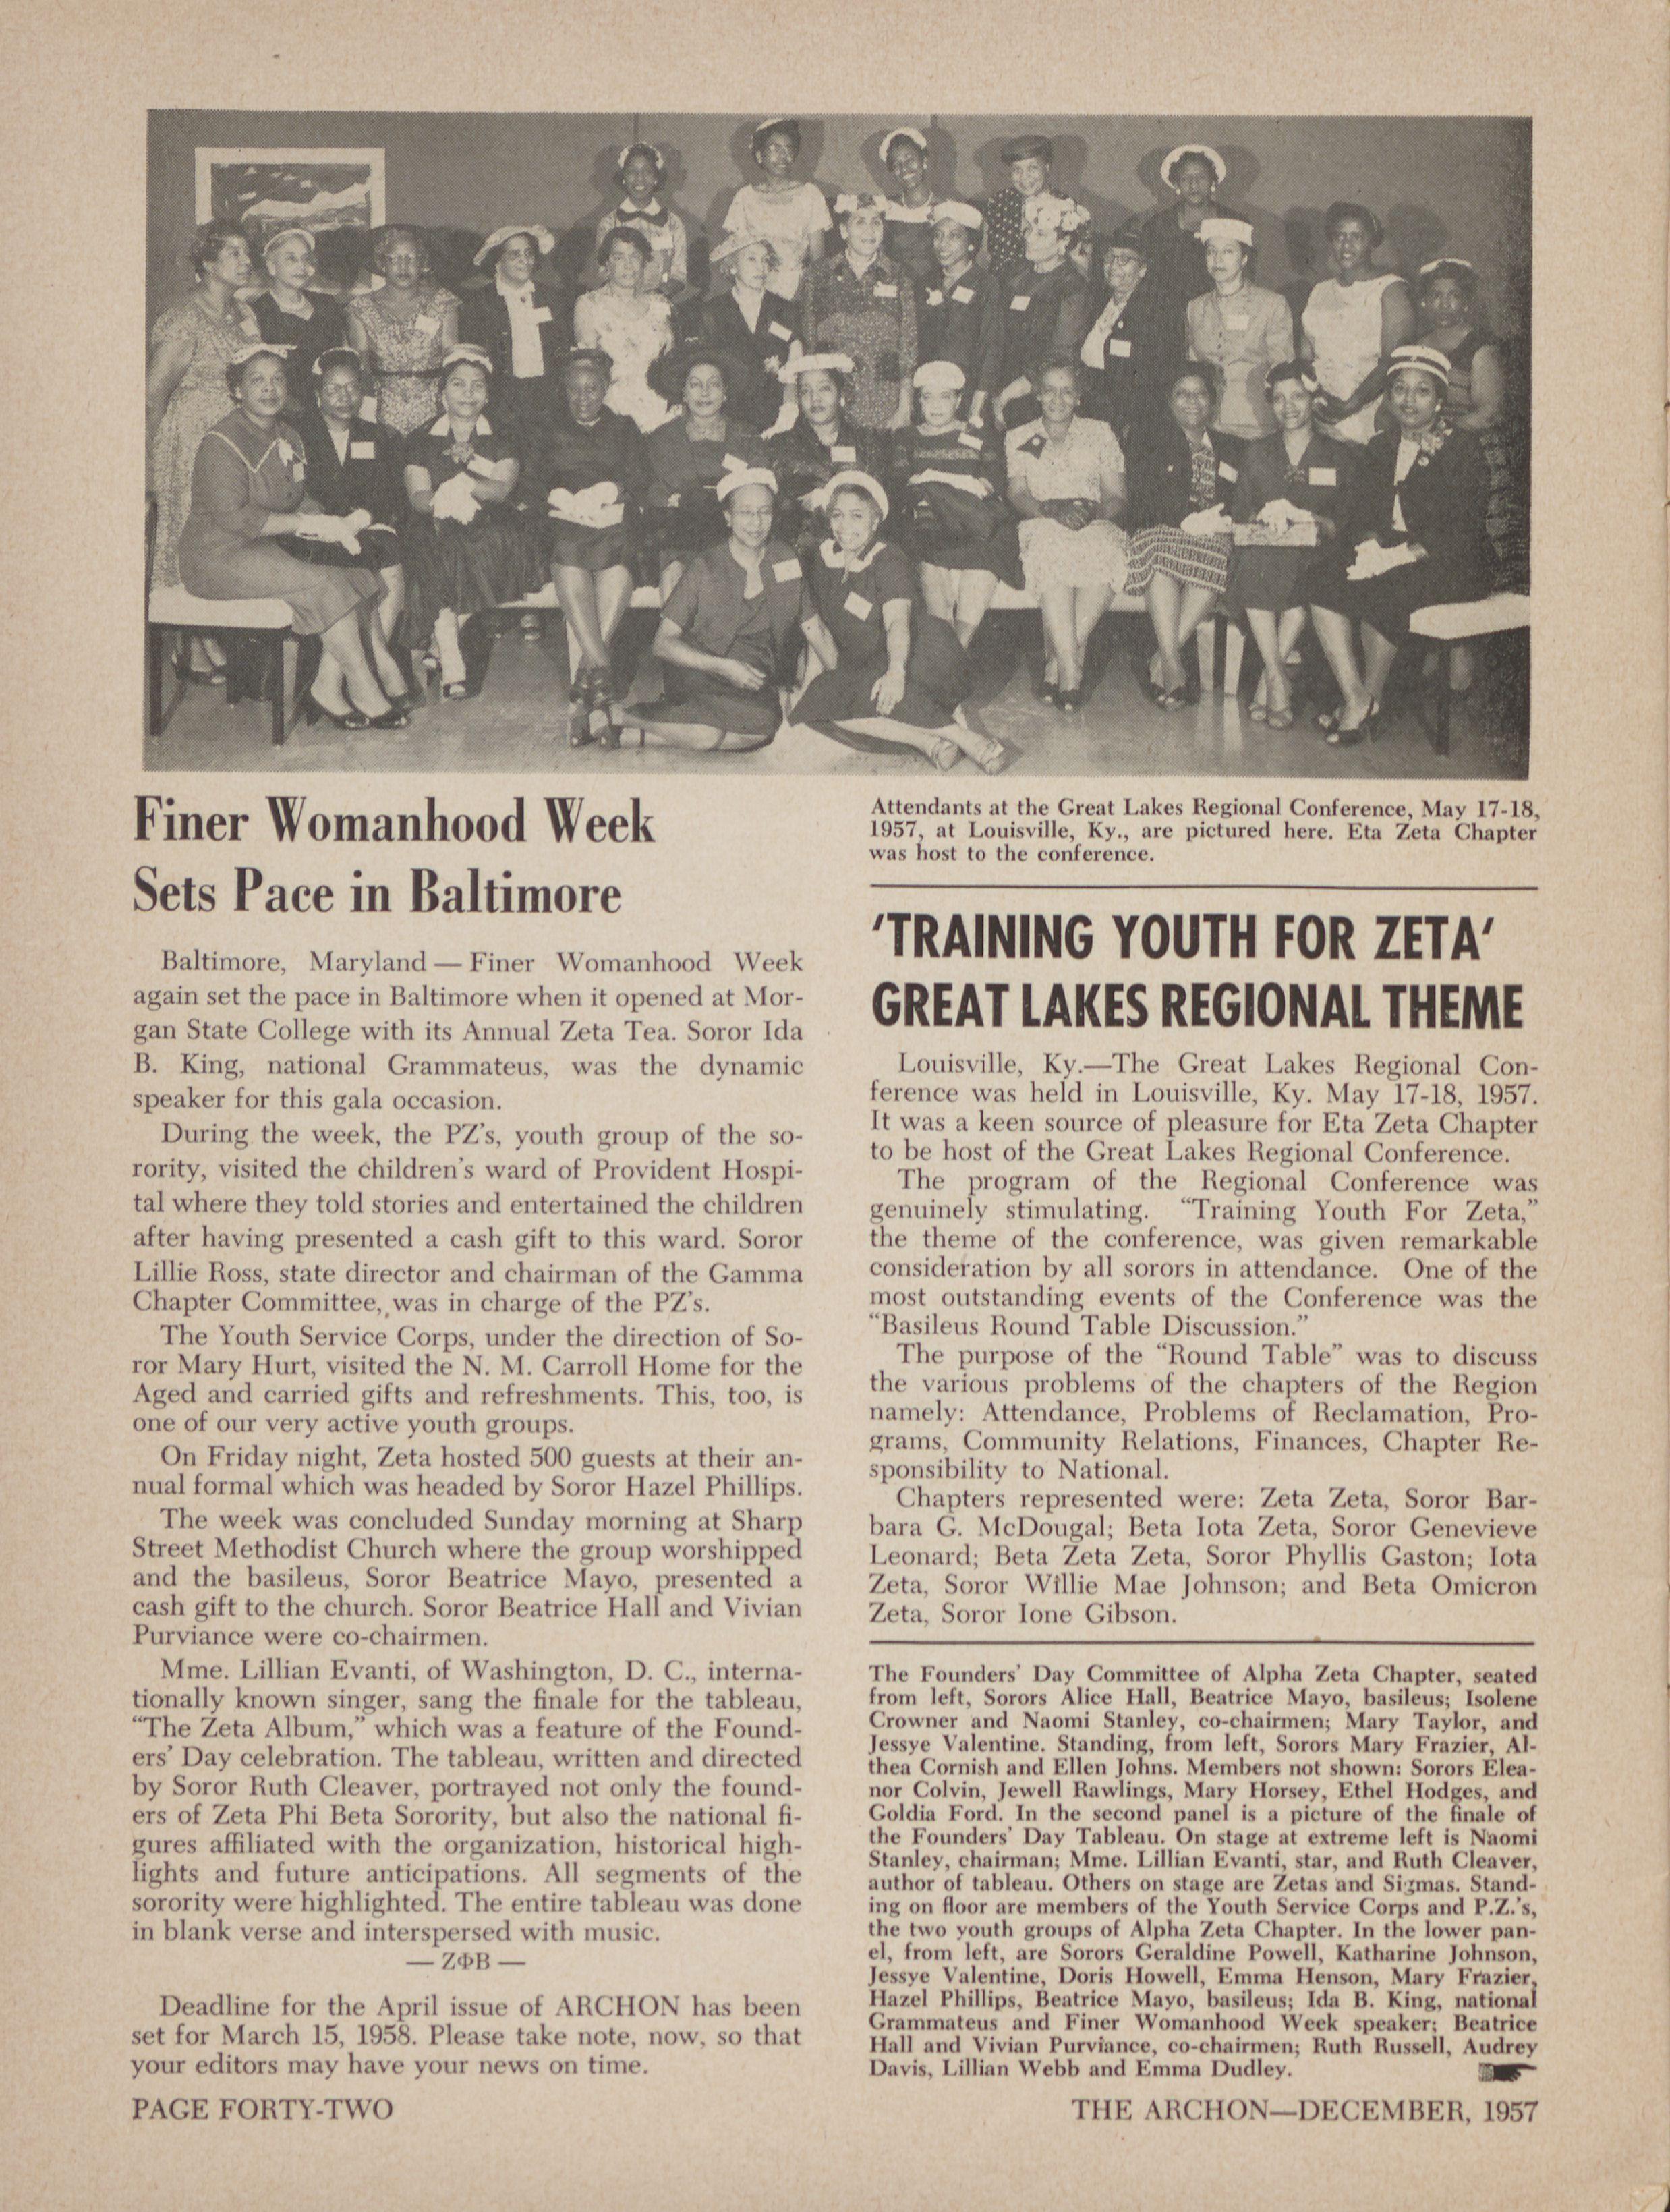 Finer Womanhood Week
Sets Pace in Baltimore
Baltimore, Maryland — Finer Womanhood Week
again set the pace in Baltimore when it opened at Mor-
gan State College with its Annual Zeta Tea. Soror Ida
B. King, national Grammateus, was the dynamic
speaker for this gala occasion.
During the week, the PZ's, youth group of the so-
rority, visited the children's ward of Provident Hospi-
tal where they told stories and entertained the children
after having presented a cash gift to this ward. Soror
Lillie Ross, state director and chairman of the Gamma
Chapter Committee, was in charge of the PZ's.
The Youth Service Corps, under the direction of So-
ror Mary Hurt, visited the N. M. Carroll Home for the
Aged and carried gifts and refreshments. This, too, is
one of our very active youth groups.
On Friday night, Zeta hosted 500 guests at their an-
nual formal which was headed by Soror Hazel Phillips.
The week was concluded Sunday morning at Sharp
Street Methodist Church where the group worshipped
and the basileus, Soror Beatrice Mayo, presented a
cash gift to the church. Soror Beatrice Hall and Vivian
Purviance were co-chairmen.
Mme. Lillian Evanti, of Washington, D. C., interna-
tionally known singer, sang the finale for the tableau,
"The Zeta Album," which was a feature of the Found-
ers' Day celebration. The tableau, written and directed
by Soror Ruth Cleaver, portrayed not only the found-
ers of Zeta Phi Beta Sorority, but also the national fi-
gures affiliated with the organization, historical high-
lights and future anticipations. All segments of the
sorority were highlighted. The entire tableau was done
in blank verse and interspersed with music.
— ΖΦΒ —
Deadline for the April issue of ARCHON has been
set for March 15, 1958. Please take note, now, so that
your editors may have your news on time.
PAGE FORTY-TWO
Attendants at the Great Lakes Regional Conference, May 17-18,
1957, at Louisville, Ky., are pictured here. Eta Zeta Chapter
was host to the conference.
'TRAINING YOUTH FOR ZETA'
GREAT LAKES REGIONAL THEME
Louisville, Ky.—The Great Lakes Regional Con-
ference was held in Louisville, Ky. May 17-18, 1957.
It was a keen source of pleasure for Eta Zeta Chapter
to be host of the Great Lakes Regional Conference.
The program of the Regional Conference was
genuinely stimulating. "Training Youth For Zeta,"
the theme of the conference, was given remarkable
consideration by all sorors in attendance. One of the
most outstanding events of the Conference was the
"Basileus Round Table Discussion."
The purpose of the "Round Table" was to discuss
the various problems of the chapters of the Region
namely: Attendance, Problems of Reclamation, Pro-
grams, Community Relations, Finances, Chapter Re-
sponsibility to National.
Chapters represented were: Zeta Zeta, Soror Bar-
bara G. McDougal; Beta Iota Zeta, Soror Genevieve
Leonard; Beta Zeta Zeta, Soror Phyllis Gaston; Iota
Zeta, Soror Willie Mae Johnson; and Beta Omicron
Zeta, Soror Ione Gibson.
The Founders' Day Committee of Alpha Zeta Chapter, seated
from left, Sorors Alice Hall, Beatrice Mayo, basileus; Isolene
Crowner and Naomi Stanley, co-chairmen; Mary Taylor, and
Jessye Valentine. Standing, from left, Sorors Mary Frazier, Al-
thea Cornish and Ellen Johns. Members not shown: Sorors Elea-
nor Colvin, Jewell Rawlings, Mary Horsey, Ethel Hodges, and
Goldia Ford. In the second panel is a picture of the finale of
the Founders' Day Tableau. On stage at extreme left is Naomi
Stanley, chairman; Mme. Lillian Evanti, star, and Ruth Cleaver,
author of tableau. Others on stage are Zetas and Sigmas. Stand-
ing on floor are members of the Youth Service Corps and P.Z.'s,
the two youth groups of Alpha Zeta Chapter. In the lower pan-
el, from left, are Sorors Geraldine Powell, Katharine Johnson,
Jessye Valentine, Doris Howell, Emma Henson, Mary Frazier,
Hazel Phillips, Beatrice Mayo, basileus; Ida B. King, national
Grammateus and Finer Womanhood Week speaker; Beatrice
Hall and Vivian Purviance, co-chairmen; Ruth Russell, Audrey
Davis, Lillian Webb and Emma Dudley.
THE ARCHON—DECEMBER, 1957